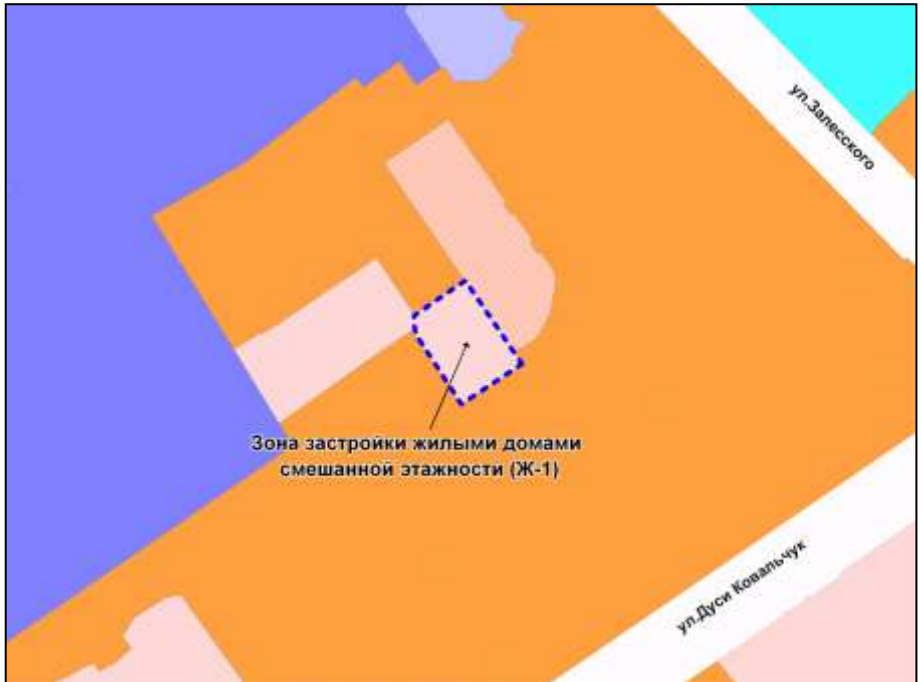 ул.Залесского
Зона застройки жилыми домами
смешанной этажности (Ж-1)
ул.Дуси Ковальчук